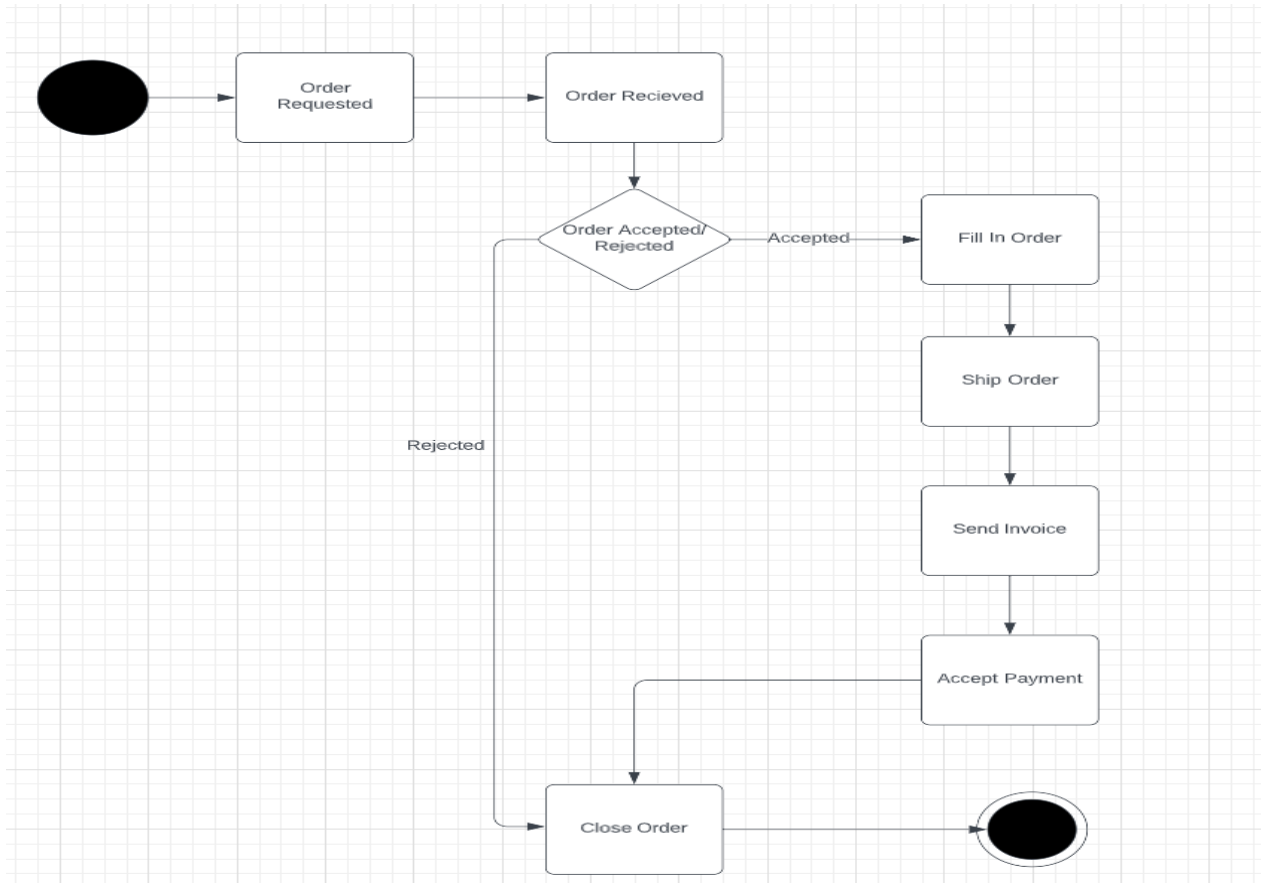 Order
Requested
Order Recieved
Order Accepted/
Rejected
Accepted
Fill In Order
Ship Order
Rejected
Send Invoice
Accept Payment
Close Order